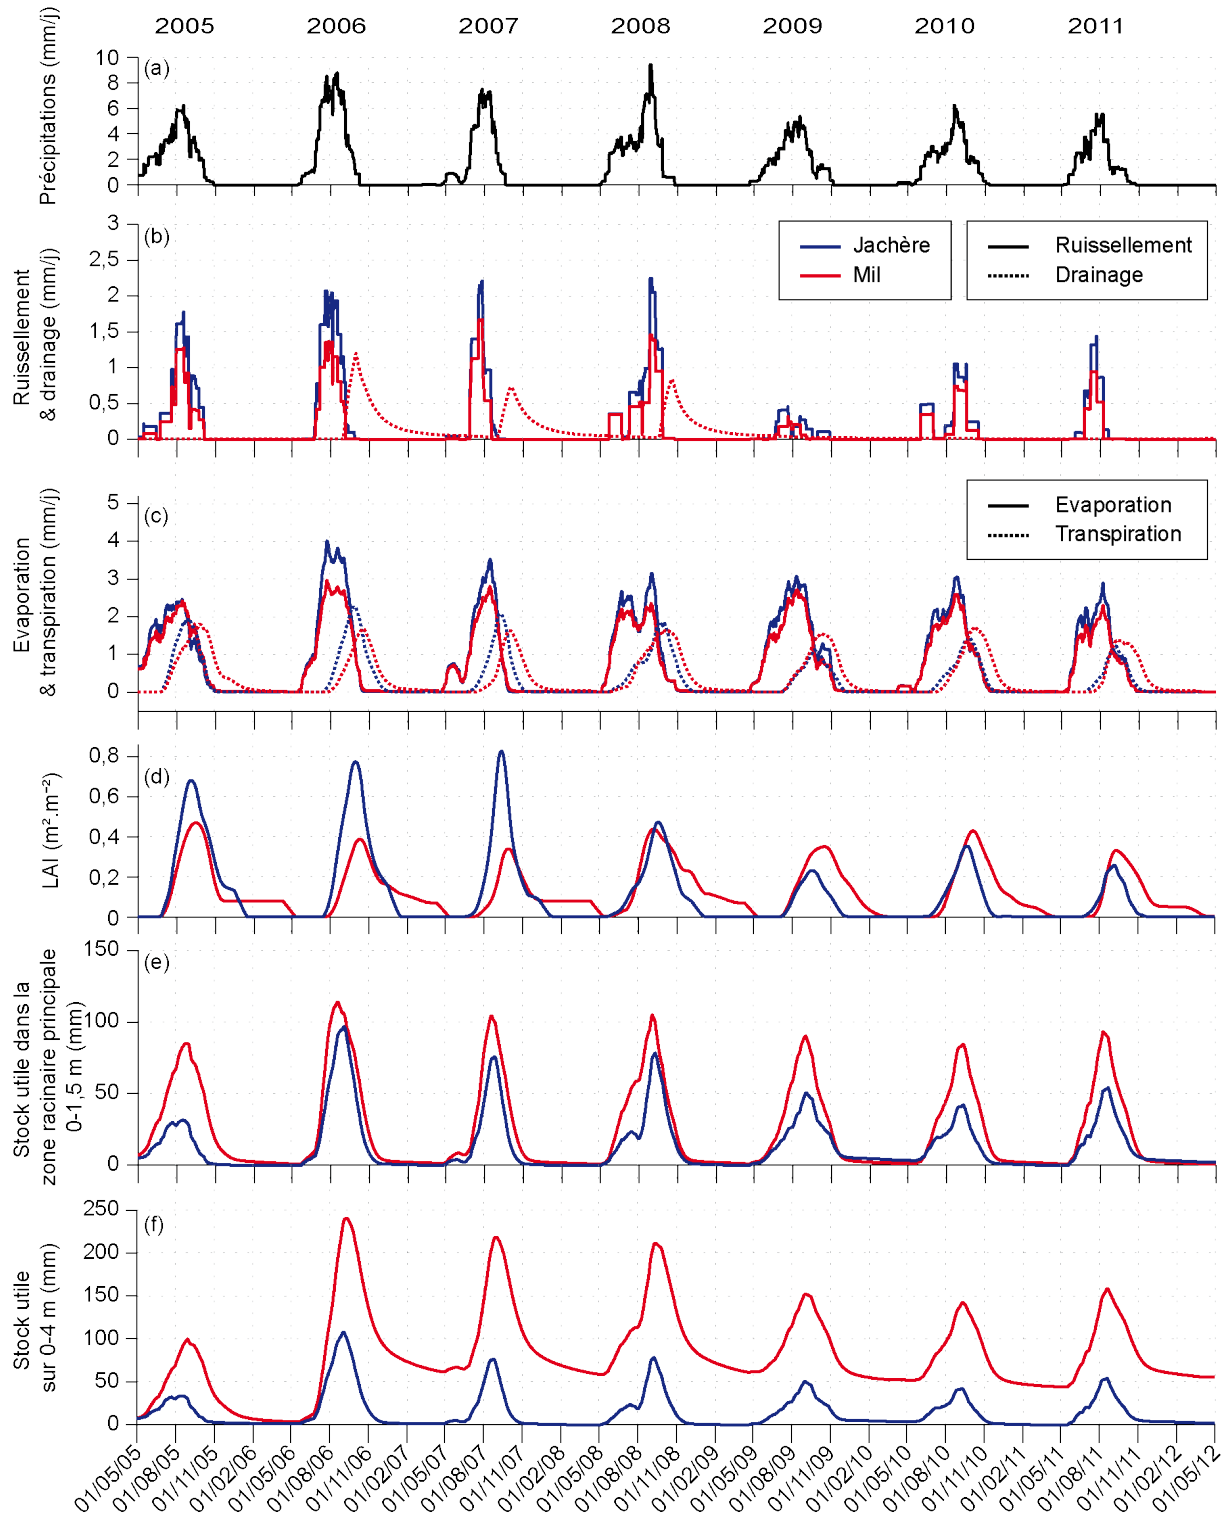 2005 2006 2007 2008 2009 2010 2011
Précipitations (mm/j)
(a)
10
8
6
4
2
0
Ruissellement
& drainage (mm/j)
(b)
3
2,5
2
1,5
1
0,5
0
Jachère
Mil
Ruissellement
Drainage
Evaporation
& transpiration (mm/j)
(c)
5
4
3
2
1
0
Evaporation
Transpiration
LAI (m².m⁻²)
(d)
0,8
0,6
0,4
0,2
0
Stock utile dans la
zone racinaire principale
0-1,5 m (mm)
(e)
150
100
50
0
Stock utile
sur 0-4 m (mm)
(f)
250
200
150
100
50
0
01/05/05 01/08/05 01/11/05 01/02/06 01/05/06 01/08/06 01/11/06 01/02/07 01/05/07 01/08/07 01/11/07 01/02/08 01/05/08 01/08/08 01/11/08 01/02/09 01/05/09 01/08/09 01/11/09 01/02/10 01/05/10 01/08/10 01/11/10 01/02/11 01/05/11 01/08/11 01/11/11 01/02/12 01/05/12